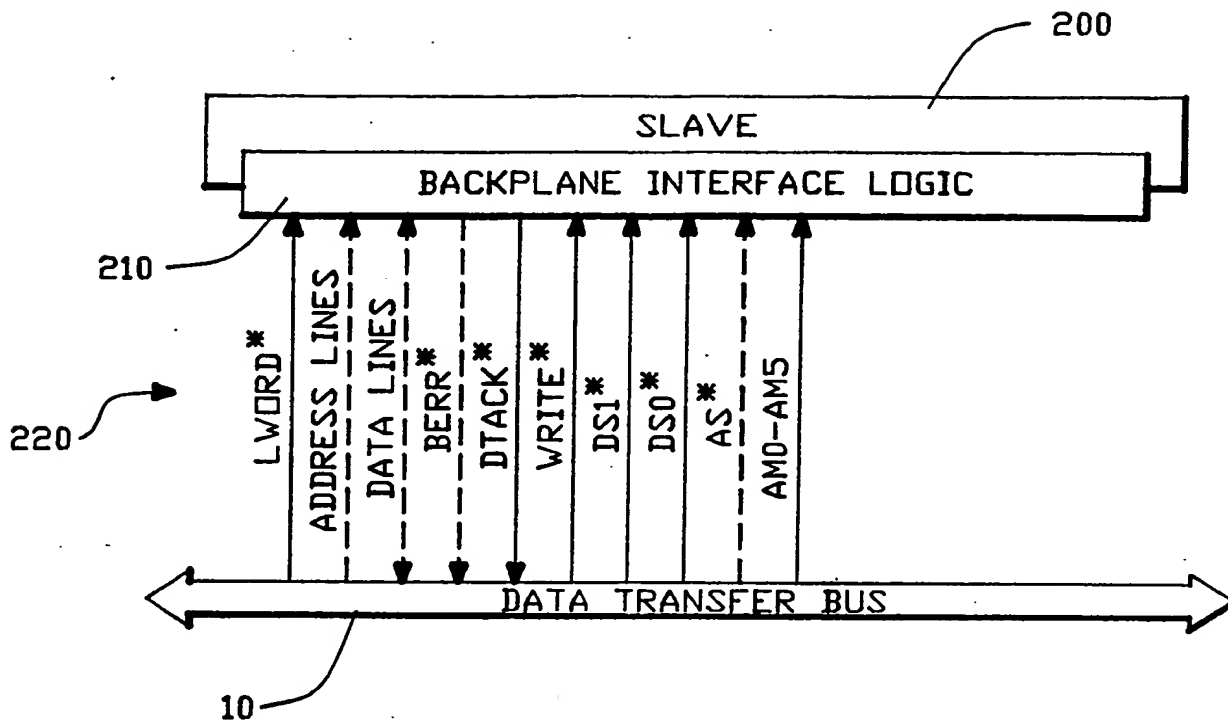 200
SLAVE
BACKPLANE INTERFACE LOGIC
210
220
LWORD*
ADDRESS LINES
DATA LINES
BERR*
DTACK*
WRITE*
DS1*
DS0*
AS*
AM0-AM5
DATA TRANSFER BUS
10